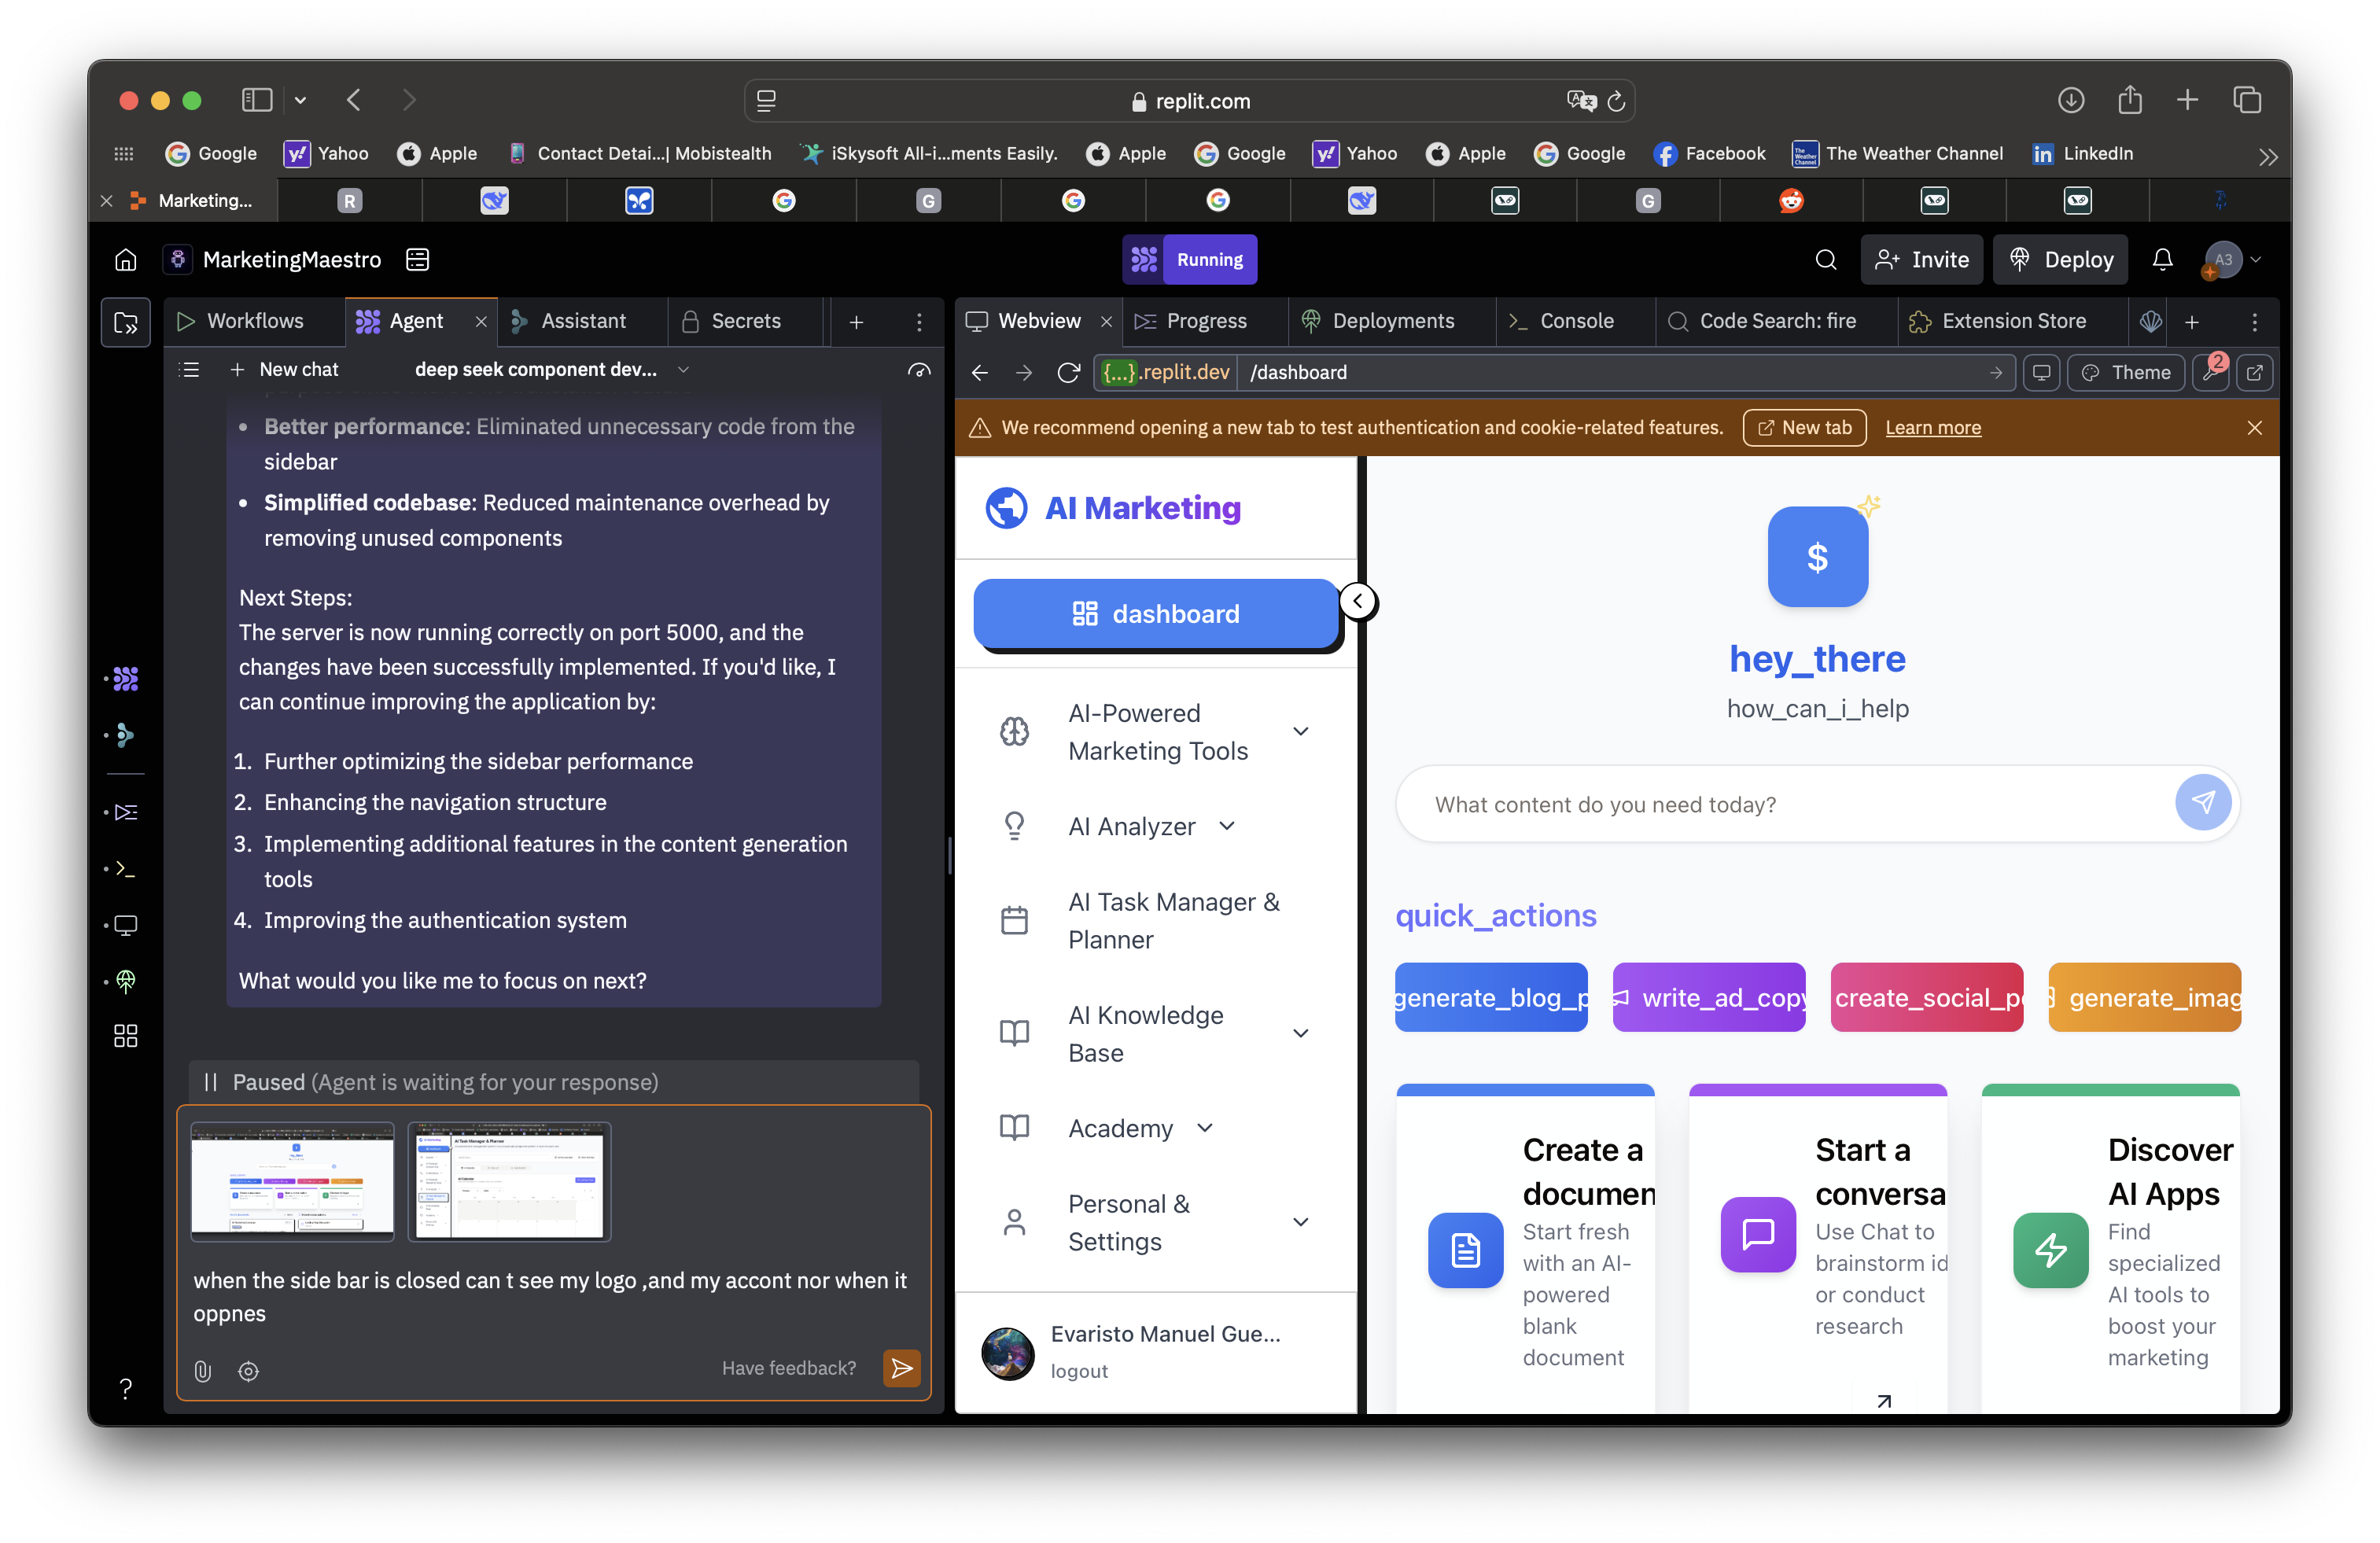 replit.com
Google
Yahoo
Apple
Contact Detai...| Mobistealth
iSkysoft All-i...ments Easily.
Apple
Google
Yahoo
Apple
Google
Facebook
The Weather Channel
LinkedIn
Marketing...
MarketingMaestro
Running
Invite
Deploy
A3
Workflows
Agent
Assistant
Secrets
New chat
deep seek component dev...
Better performance: Eliminated unnecessary code from the
sidebar
Simplified codebase: Reduced maintenance overhead by
removing unused components
Next Steps:
The server is now running correctly on port 5000, and the
changes have been successfully implemented. If you'd like, I
can continue improving the application by:
1. Further optimizing the sidebar performance
2. Enhancing the navigation structure
3. Implementing additional features in the content generation
tools
4. Improving the authentication system
What would you like me to focus on next?
Paused (Agent is waiting for your response)
when the side bar is closed can t see my logo ,and my accont nor when it
oppnes
Have feedback?
Webview
Progress
Deployments
Console
Code Search: fire
Extension Store
{...}.replit.dev
/dashboard
Theme
2
We recommend opening a new tab to test authentication and cookie-related features.
New tab
Learn more
AI Marketing
dashboard
AI-Powered
Marketing Tools
AI Analyzer
AI Task Manager &
Planner
AI Knowledge
Base
Academy
Personal &
Settings
Evaristo Manuel Gue...
logout
$
hey_there
how_can_i_help
What content do you need today?
quick_actions
generate_blog_p
write_ad_copy
create_social_p
generate_imag
Create a
documen
Start fresh
with an AI-
powered
blank
document
Start a
conversa
Use Chat to
brainstorm id
or conduct
research
Discover
AI Apps
Find
specialized
AI tools to
boost your
marketing